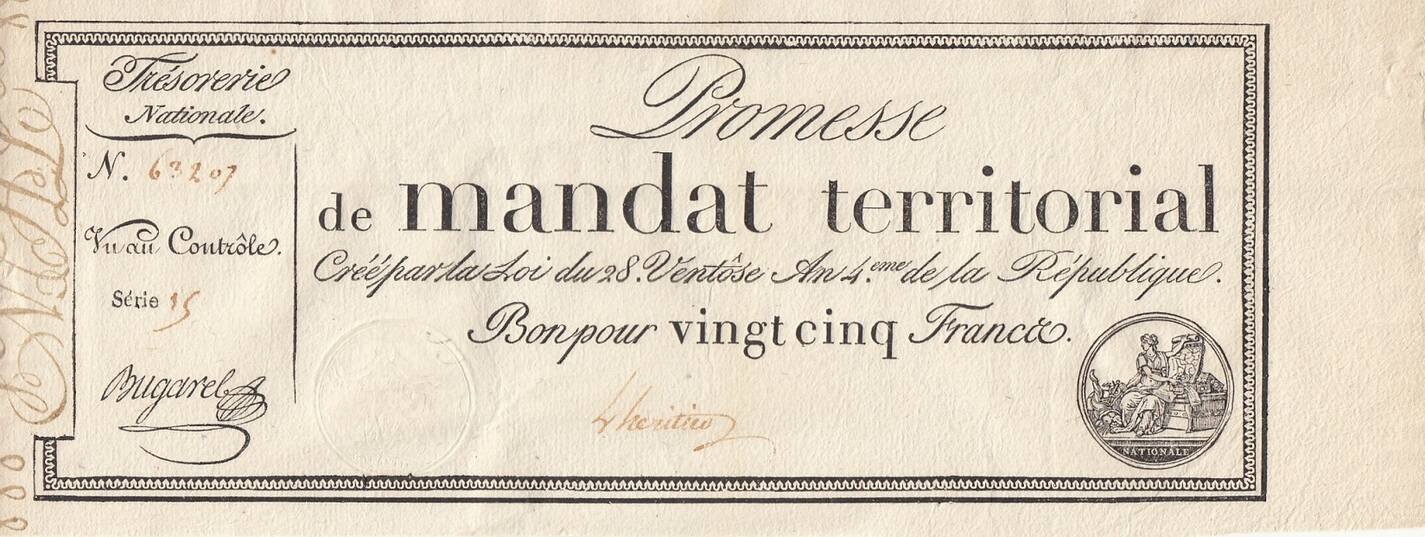 Trésorerie
Nationale.
N. 63207
Vu au Contrôle.
Série 15
Bugarel
Promesse
de mandat territorial
Créé par la Loi du 28. Ventôse An 4.eme de la République.
Bon pour vingt cinq Francs.
Lheritier
NATIONALE